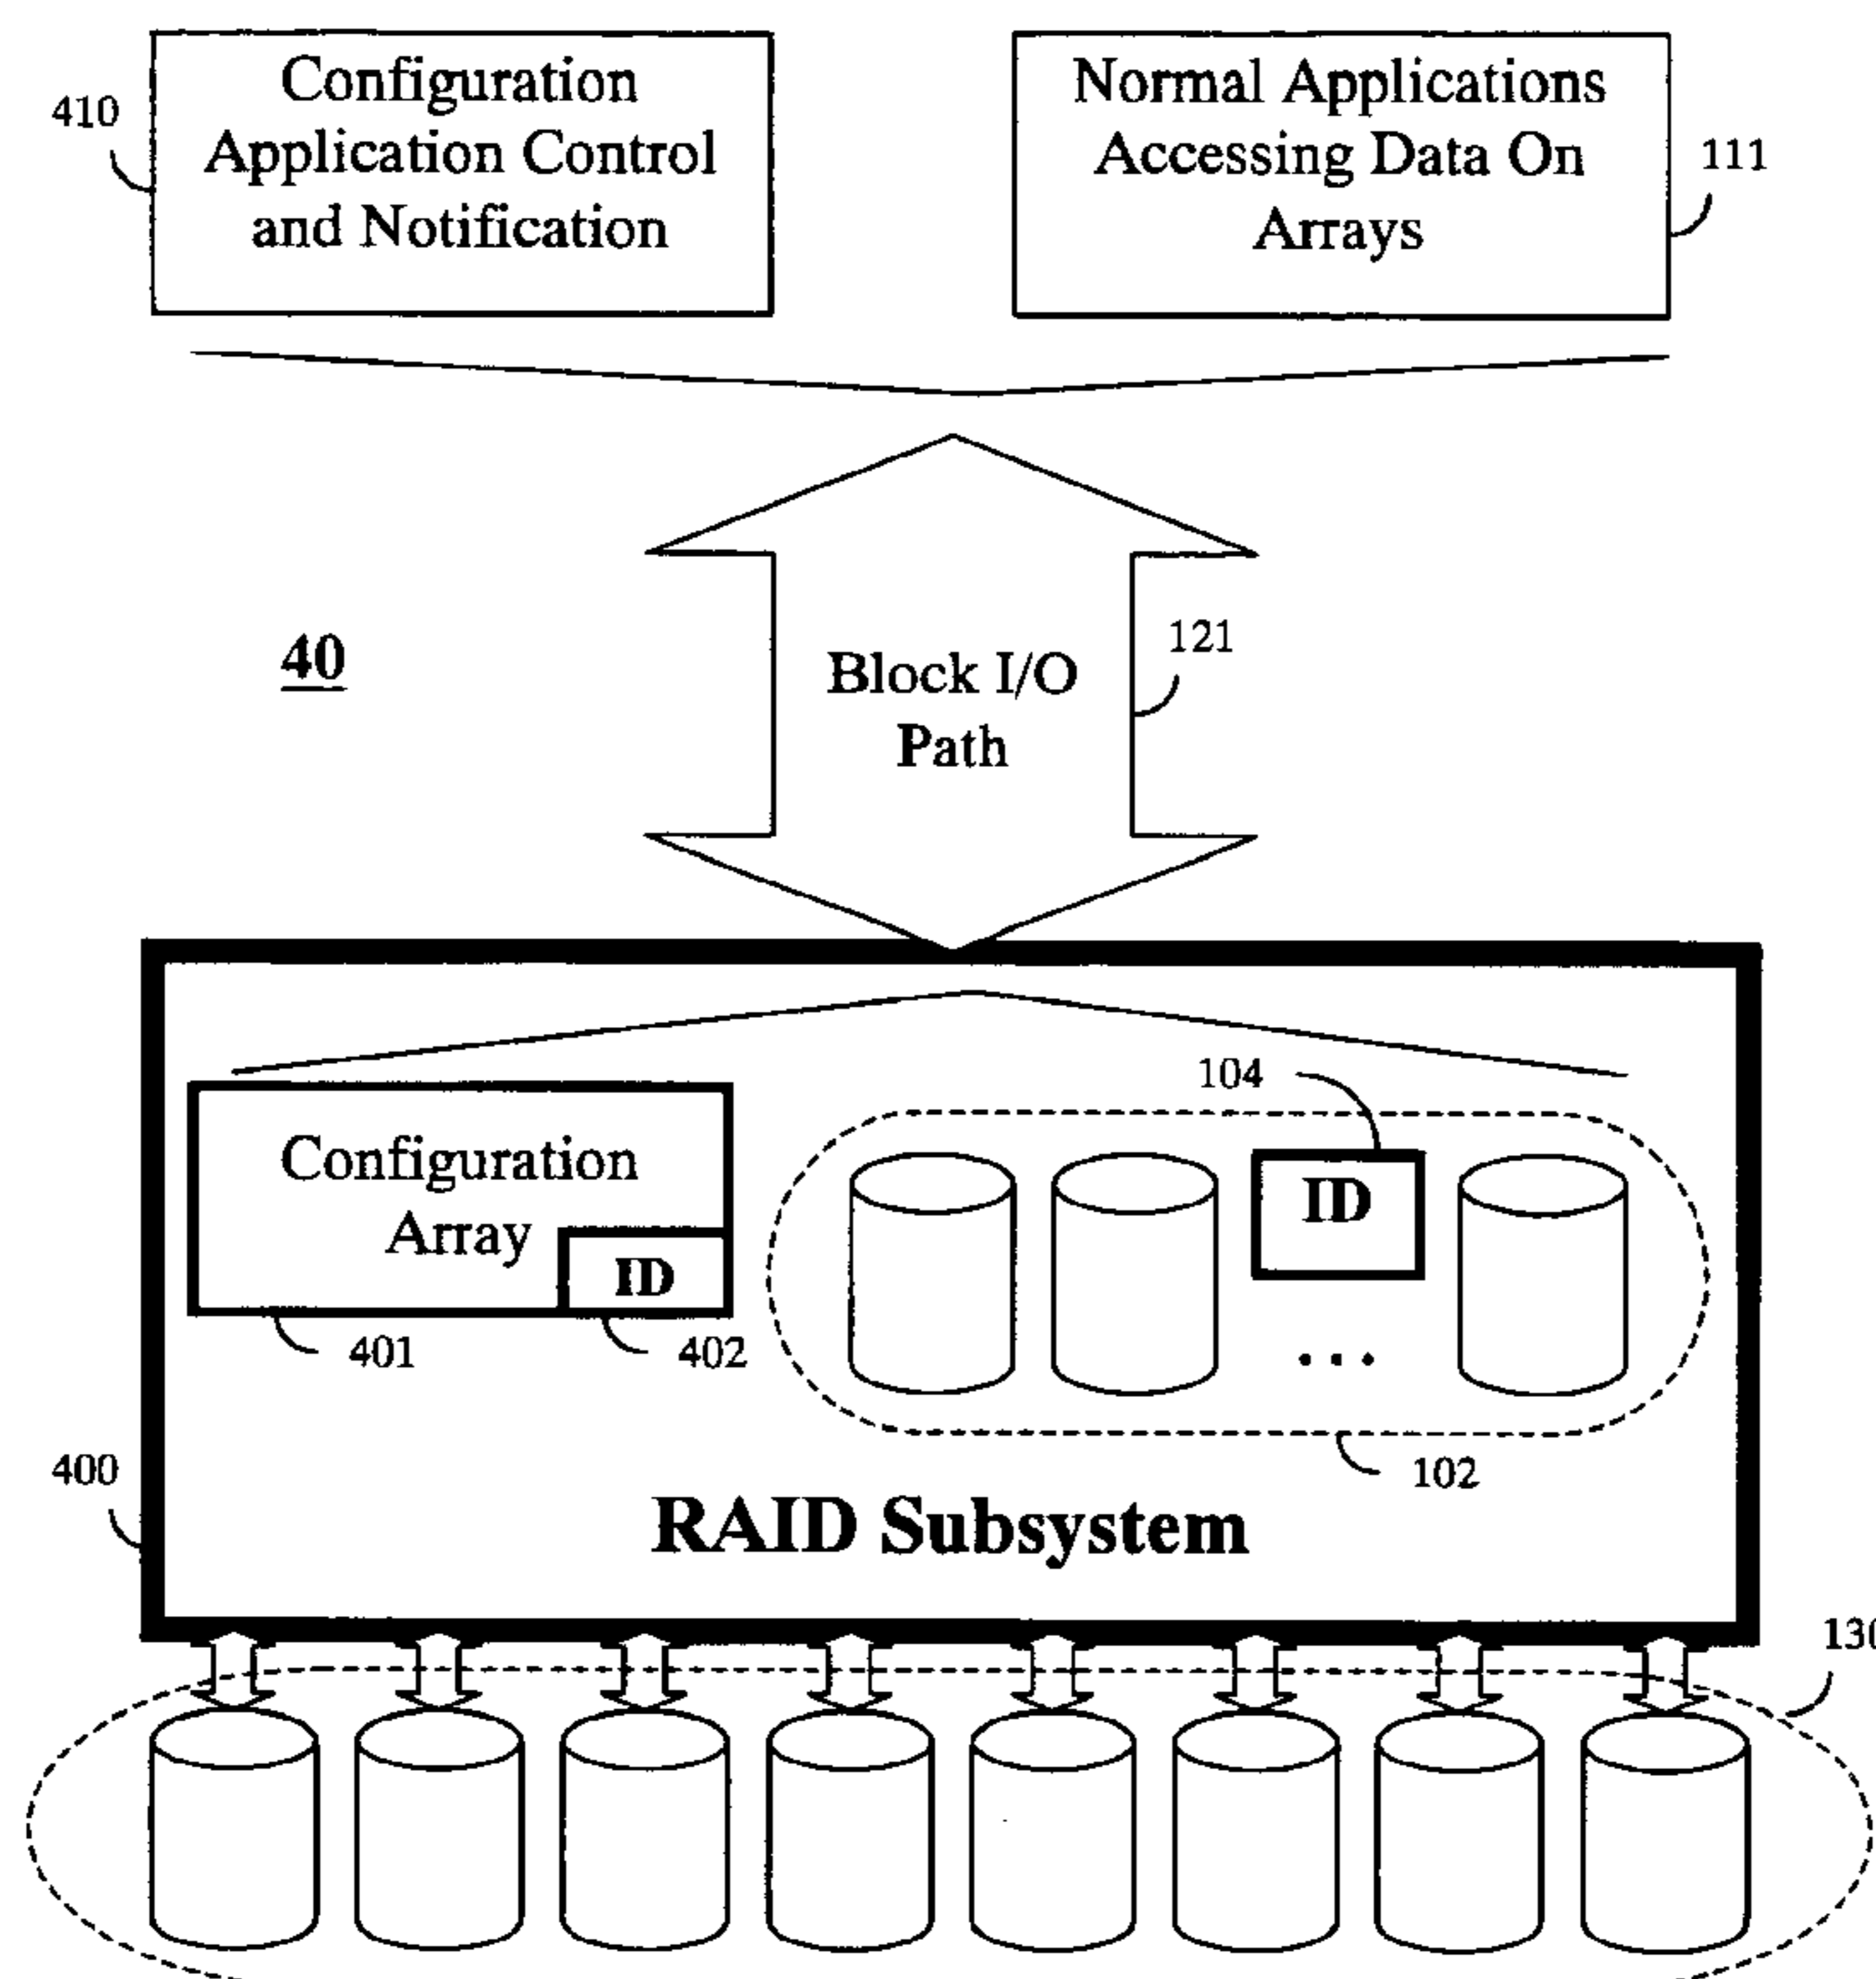 Configuration
Application Control
and Notification
410
Normal Applications
Accessing Data On
Arrays
111
40
Block I/O
Path
121
104
Configuration
Array
ID
ID
401
402
102
400
RAID Subsystem
130